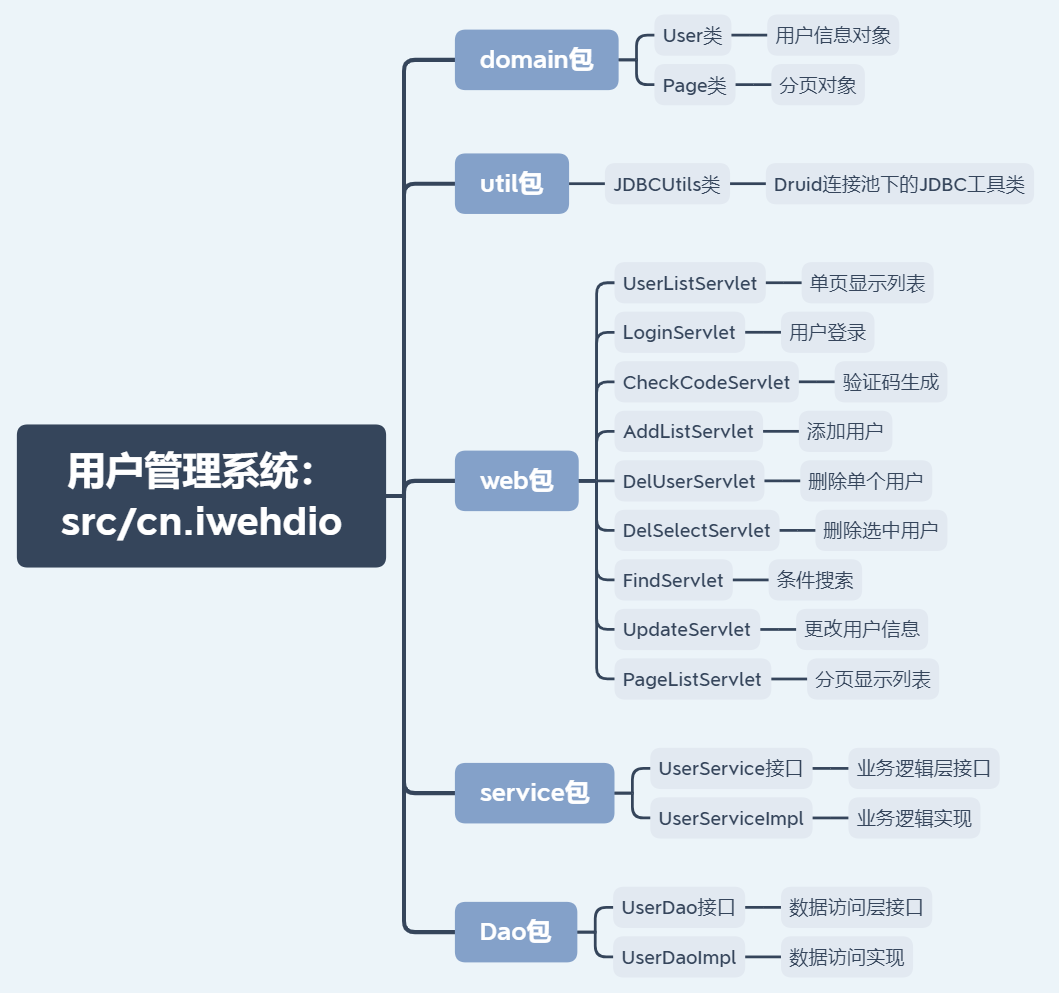 用户管理系统：
src/cn.iwehdio
domain包
User类
用户信息对象
Page类
分页对象
util包
JDBCUtils类
Druid连接池下的JDBC工具类
web包
UserListServlet
单页显示列表
LoginServlet
用户登录
CheckCodeServlet
验证码生成
AddListServlet
添加用户
DelUserServlet
删除单个用户
DelSelectServlet
删除选中用户
FindServlet
条件搜索
UpdateServlet
更改用户信息
PageListServlet
分页显示列表
service包
UserService接口
业务逻辑层接口
UserServiceImpl
业务逻辑实现
Dao包
UserDao接口
数据访问层接口
UserDaoImpl
数据访问实现